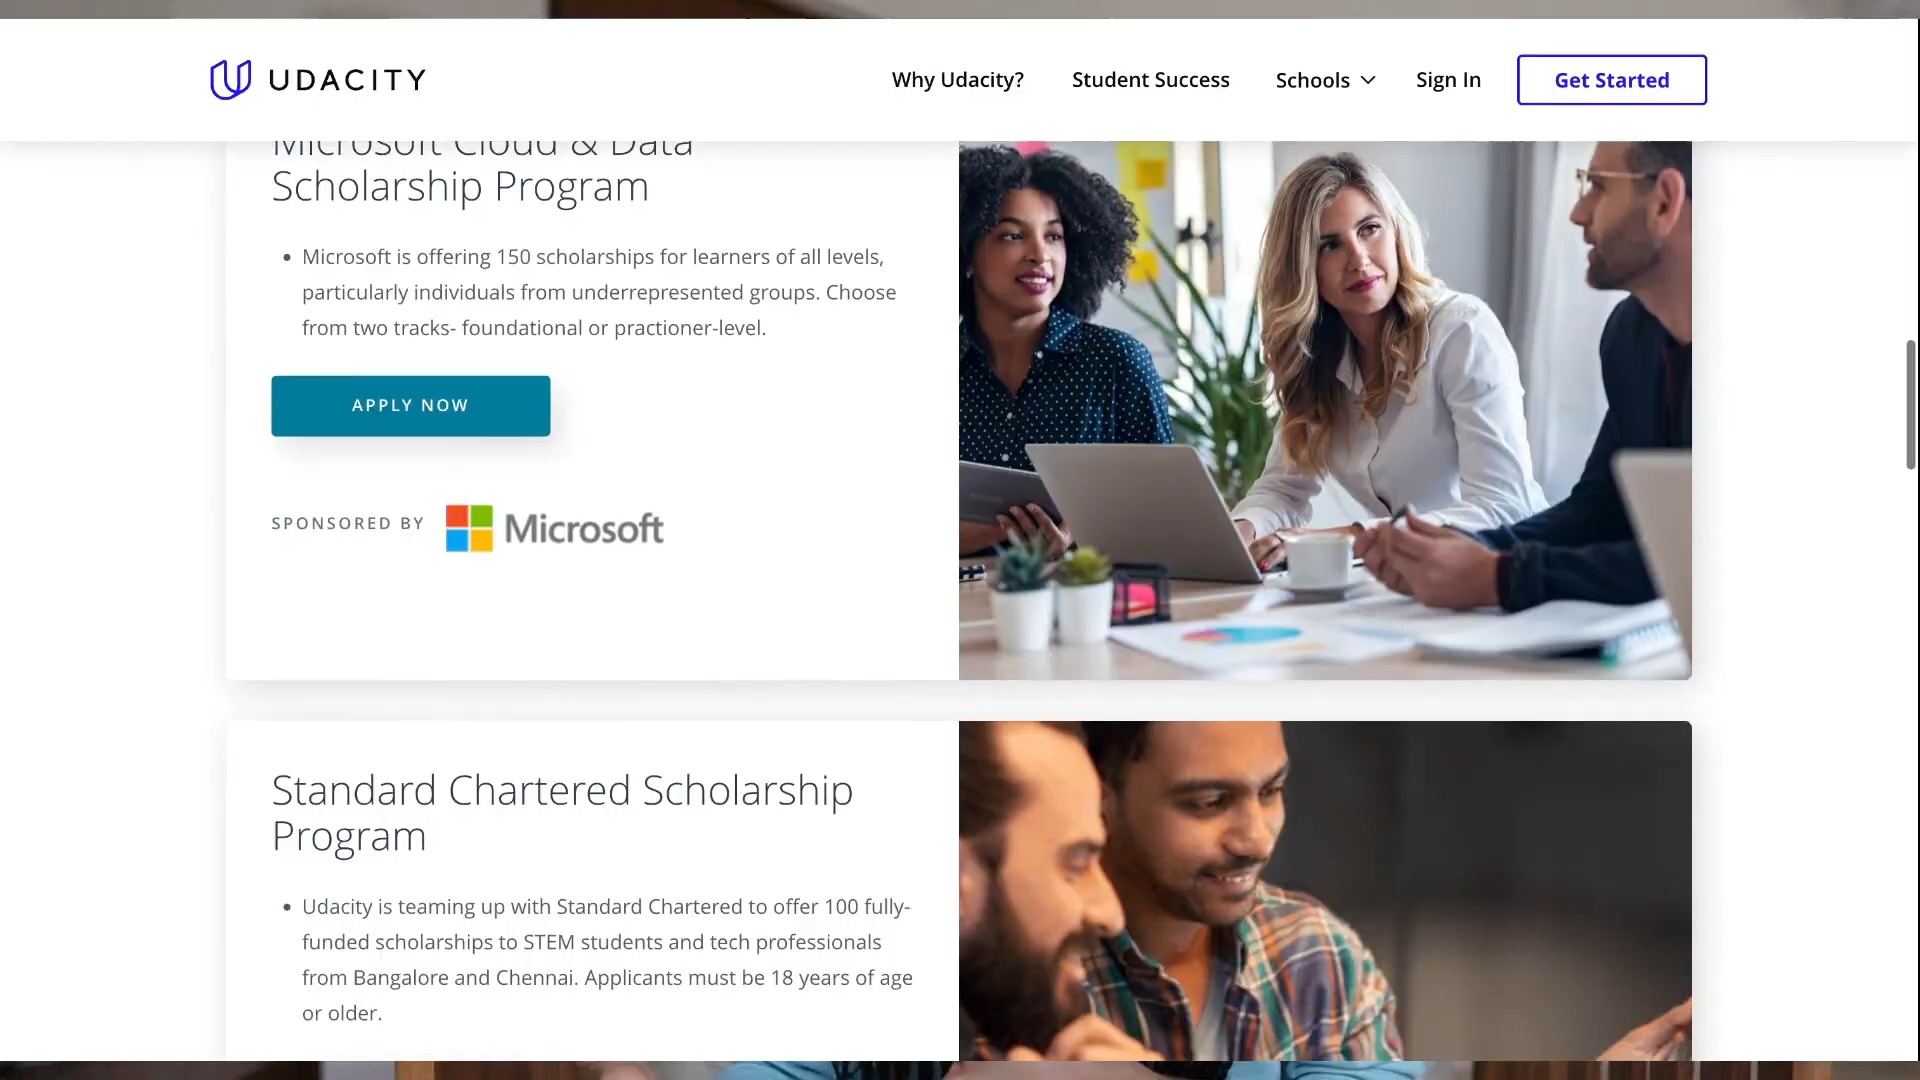 UDACITY
Why Udacity?
Student Success
Schools
Sign In
Get Started
Microsoft Cloud & Data
Scholarship Program
Microsoft is offering 150 scholarships for learners of all levels,
particularly individuals from underrepresented groups. Choose
from two tracks- foundational or practioner-level.
APPLY NOW
SPONSORED BY
Microsoft
Standard Chartered Scholarship
Program
Udacity is teaming up with Standard Chartered to offer 100 fully-
funded scholarships to STEM students and tech professionals
from Bangalore and Chennai. Applicants must be 18 years of age
or older.